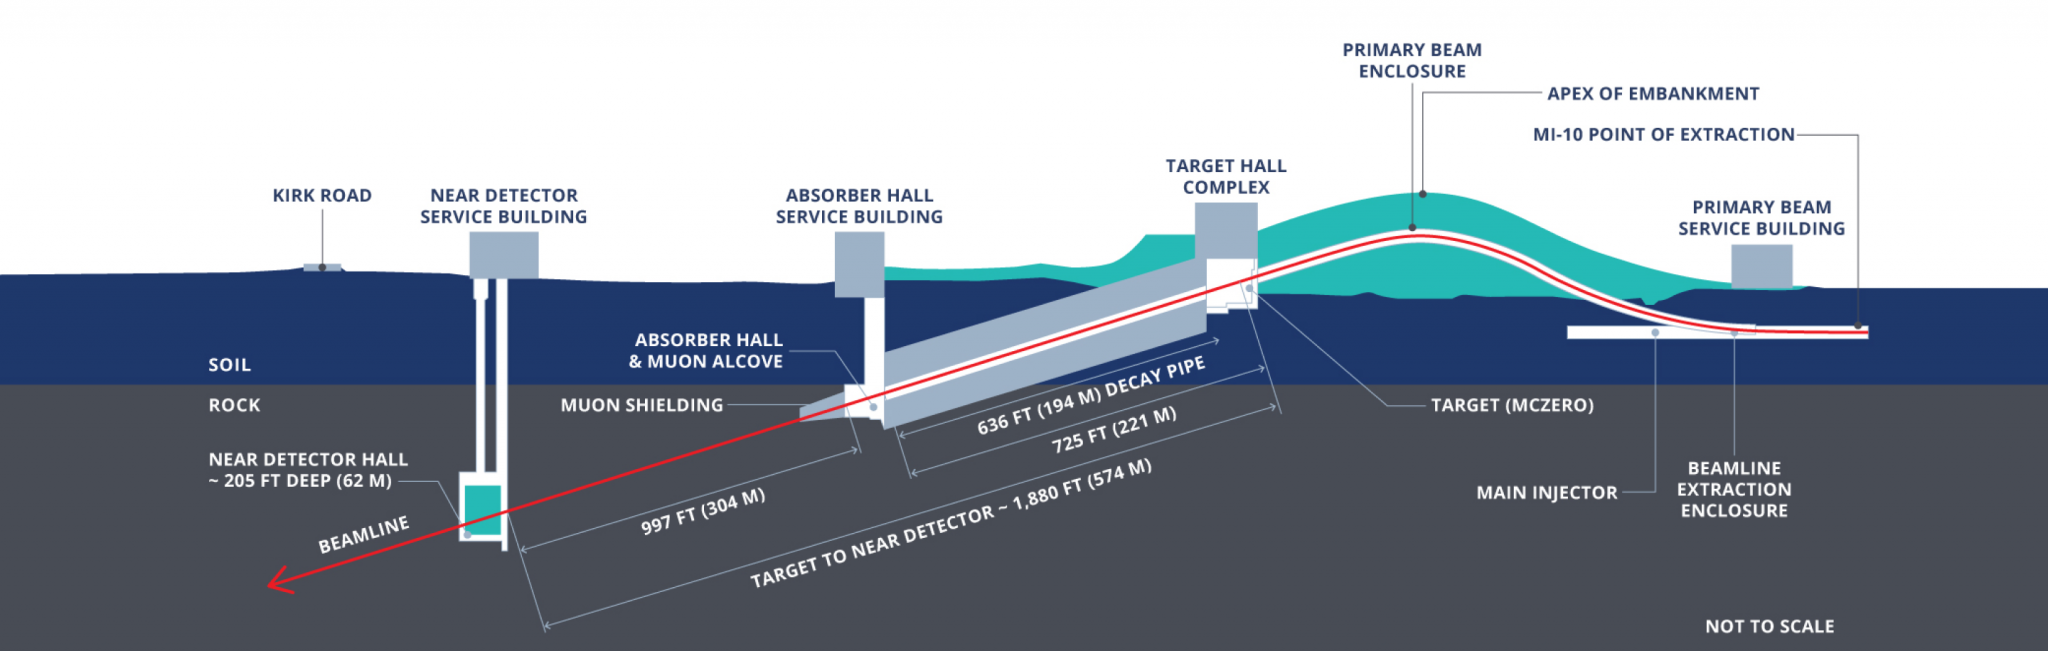 PRIMARY BEAM
ENCLOSURE
APEX OF EMBANKMENT
MI-10 POINT OF EXTRACTION
TARGET HALL
COMPLEX
KIRK ROAD
NEAR DETECTOR
SERVICE BUILDING
ABSORBER HALL
SERVICE BUILDING
PRIMARY BEAM
SERVICE BUILDING
ABSORBER HALL
& MUON ALCOVE
SOIL
ROCK
MUON SHIELDING
636 FT (194 M) DECAY PIPE
725 FT (221 M)
TARGET (MCZERO)
NEAR DETECTOR HALL
~ 205 FT DEEP (62 M)
997 FT (304 M)
TARGET TO NEAR DETECTOR ~ 1,880 FT (574 M)
MAIN INJECTOR
BEAMLINE
EXTRACTION
ENCLOSURE
BEAMLINE
NOT TO SCALE